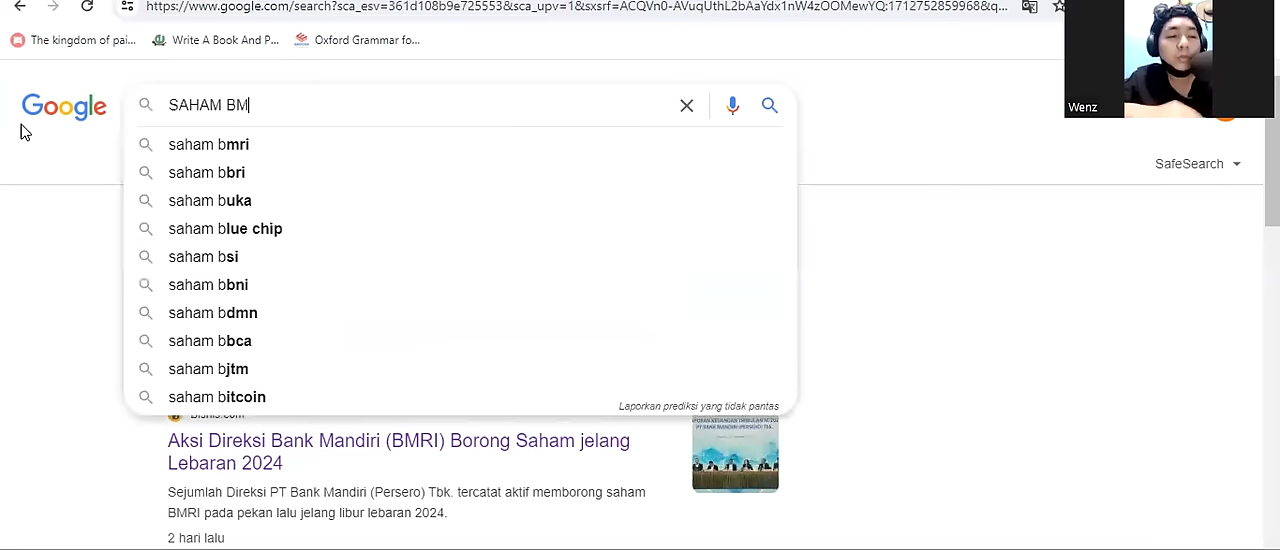 https://www.google.com/search?sca_esv=361d108b9e725553&sca_upv=1&sxsrf=ACQVn0-AVuqUthL2bAaYdx1nW4zOOMewYQ:1712752859968&q...
The kingdom of pai... Write A Book And P... Oxford Grammar fo...
Wenz
Google SAHAM BM
SafeSearch
saham bmri
saham bbri
saham buka
saham blue chip
saham bsi
saham bbni
saham bdmn
saham bbca
saham bjtm
saham bitcoin
Laporkan prediksi yang tidak pantas
Bisnis.com
Aksi Direksi Bank Mandiri (BMRI) Borong Saham jelang
Lebaran 2024
Sejumlah Direksi PT Bank Mandiri (Persero) Tbk. tercatat aktif memborong saham
BMRI pada pekan lalu jelang libur lebaran 2024.
2 hari lalu